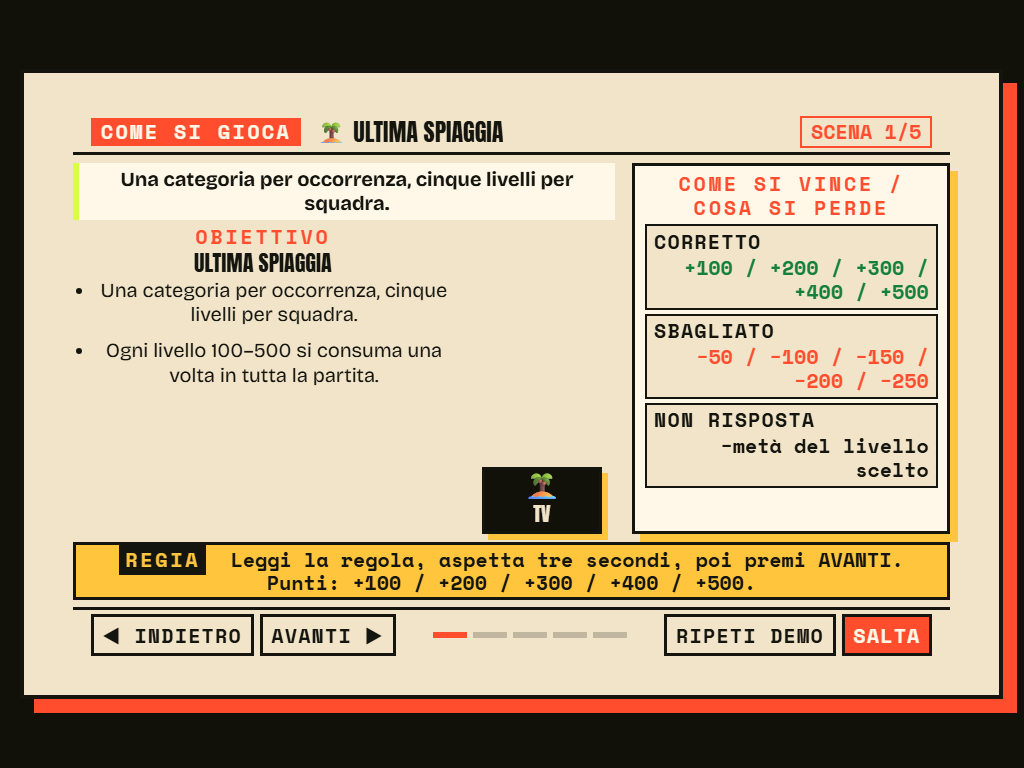 COME SI GIOCA
🏝️ ULTIMA SPIAGGIA
SCENA 1/5
Una categoria per occorrenza, cinque livelli per
squadra.
OBIETTIVO
ULTIMA SPIAGGIA
• Una categoria per occorrenza, cinque
livelli per squadra.
• Ogni livello 100–500 si consuma una
volta in tutta la partita.
🏝️
TV
COME SI VINCE /
COSA SI PERDE
CORRETTO
+100 / +200 / +300 /
+400 / +500
SBAGLIATO
−50 / −100 / −150 /
−200 / −250
NON RISPOSTA
−metà del livello
scelto
REGIA Leggi la regola, aspetta tre secondi, poi premi AVANTI.
Punti: +100 / +200 / +300 / +400 / +500.
◀ INDIETRO
AVANTI ▶
RIPETI DEMO
SALTA